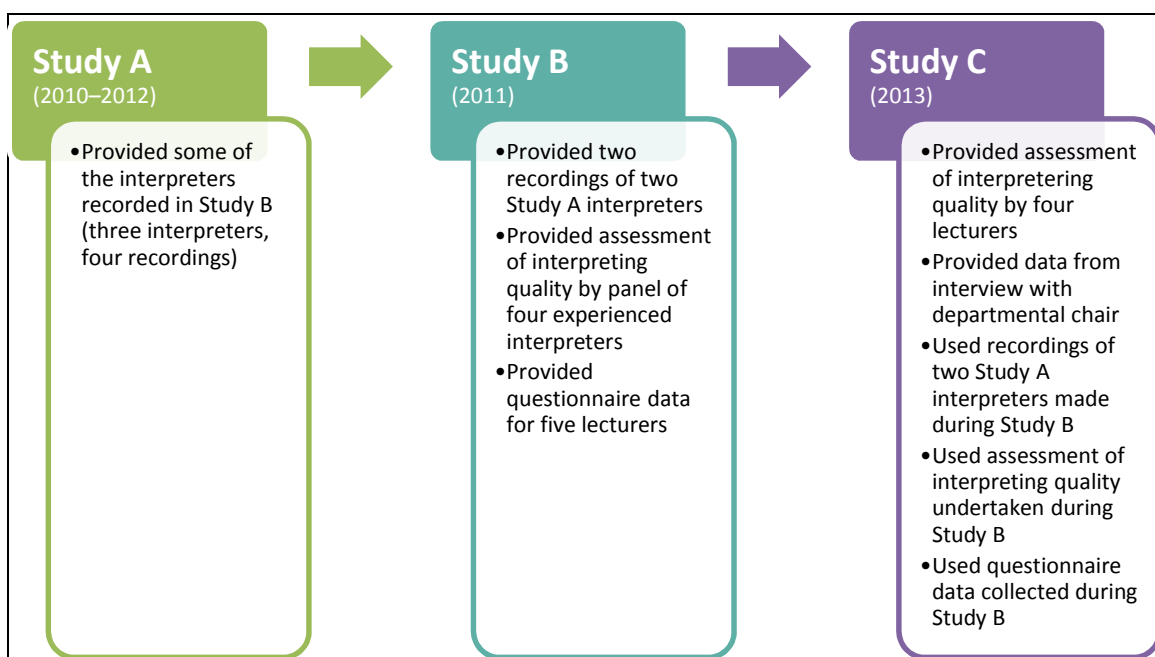 Study A
(2010–2012)
•Provided some of
the interpreters
recorded in Study B
(three interpreters,
four recordings)
Study B
(2011)
•Provided two
recordings of two
Study A interpreters
•Provided assessment
of interpreting
quality by panel of
four experienced
interpreters
•Provided
questionnaire data
for five lecturers
Study C
(2013)
•Provided assessment
of interpretering
quality by four
lecturers
•Provided data from
interview with
departmental chair
•Used recordings of
two Study A
interpreters made
during Study B
•Used assessment of
interpreting quality
undertaken during
Study B
•Used questionnaire
data collected during
Study B